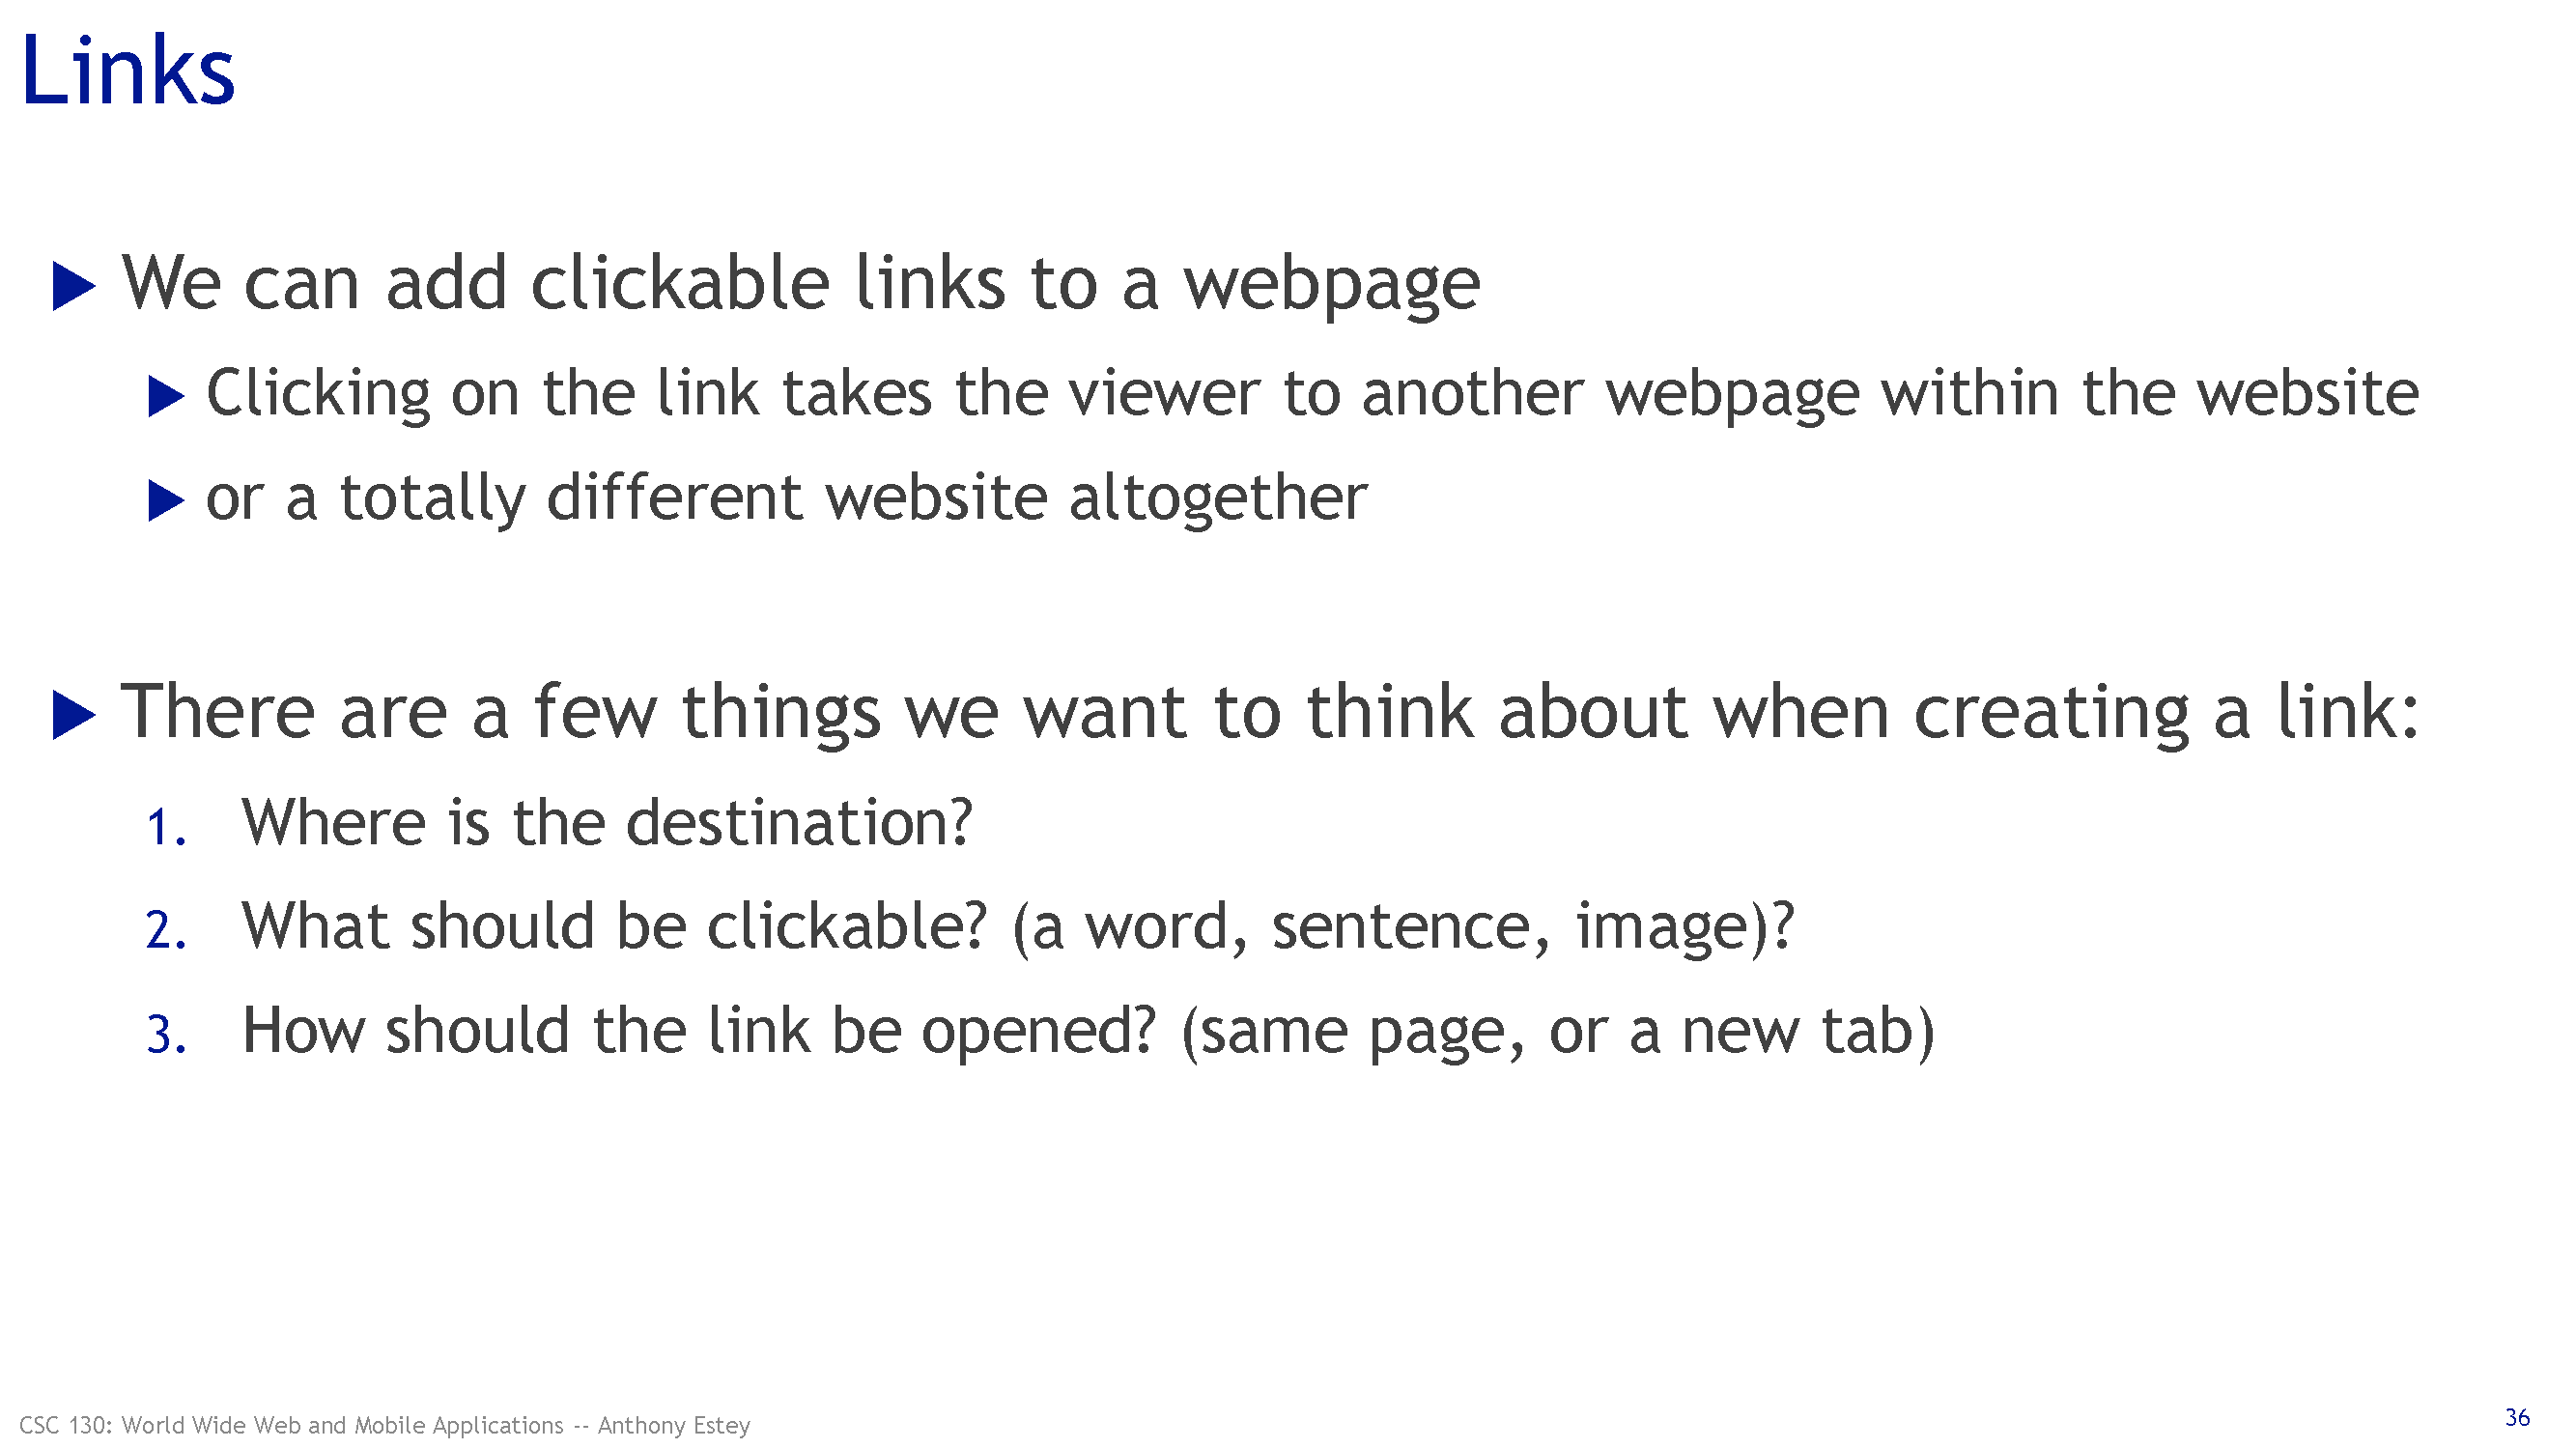 Links
We can add clickable links to a webpage
Clicking on the link takes the viewer to another webpage within the website
or a totally different website altogether
There are a few things we want to think about when creating a link:
1. Where is the destination?
2. What should be clickable? (a word, sentence, image)?
3. How should the link be opened? (same page, or a new tab)
CSC 130: World Wide Web and Mobile Applications -- Anthony Estey
36